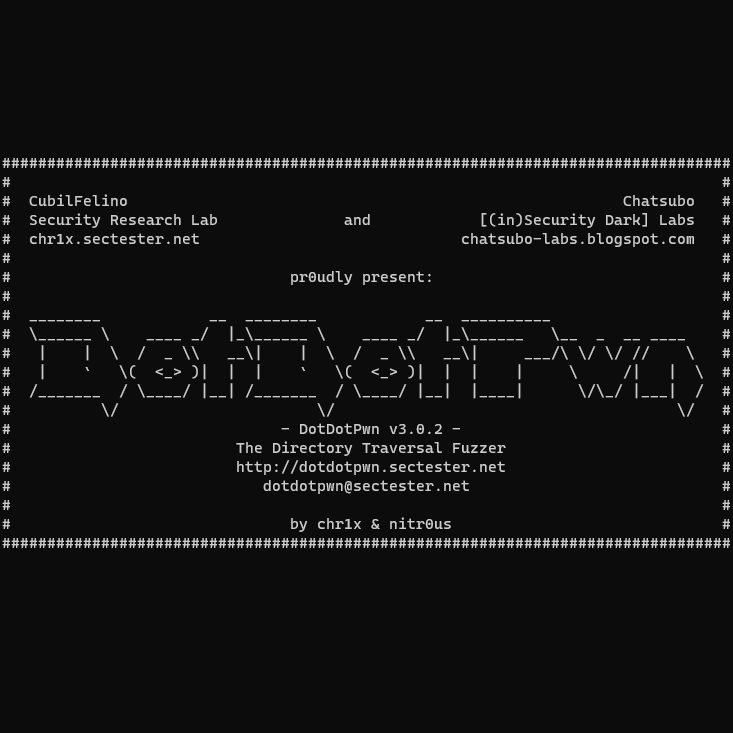 CubilFelino Chatsubo
Security Research Lab and [(in)Security Dark] Labs
chr1x.sectester.net chatsubo-labs.blogspot.com
pr0udly present:
DotDotPwn
- DotDotPwn v3.0.2 -
The Directory Traversal Fuzzer
http://dotdotpwn.sectester.net
dotdotpwn@sectester.net
by chr1x & nitr0us